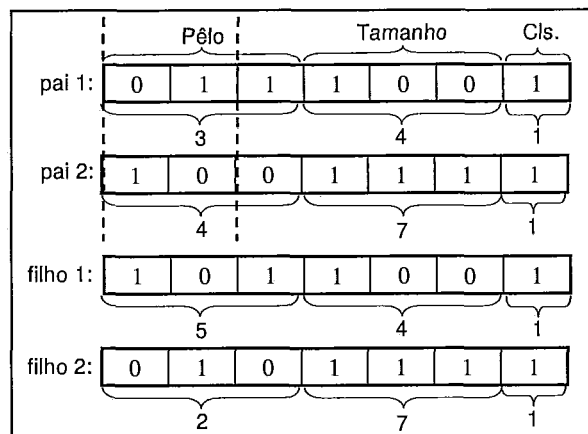 Pêlo Tamanho Cls.
pai 1: 0 1 1 1 0 0 1
3 4 1
pai 2: 1 0 0 1 1 1 1
4 7 1
filho 1: 1 0 1 1 0 0 1
5 4 1
filho 2: 0 1 0 1 1 1 1
2 7 1